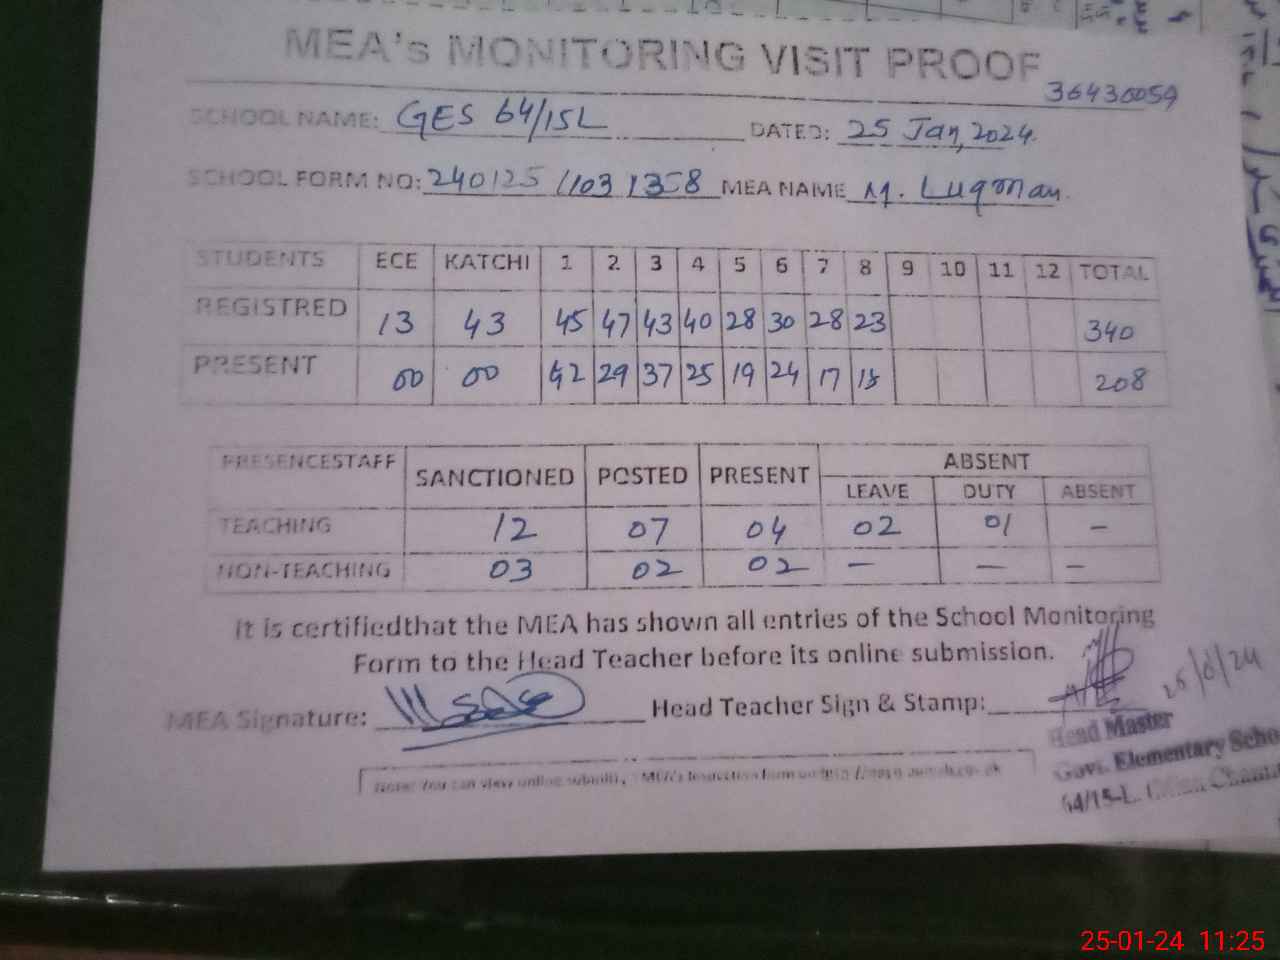 MEA's MONITORING VISIT PROOF
36430059
SCHOOL NAME: GES 64/15L DATED: 25 Jan, 2024.
SCHOOL FORM NO: 240125 /103 1358 MEA NAME M. Luqman.
STUDENTS ECE KATCHI 1 2 3 4 5 6 7 8 9 10 11 12 TOTAL
REGISTRED 13 43 45 47 43 40 28 30 28 23 340
PRESENT 00 00 42 29 37 25 19 24 17 15 208
PRESENCESTAFF SANCTIONED POSTED PRESENT ABSENT
LEAVE DUTY ABSENT
TEACHING 12 07 04 02 01 –
NON-TEACHING 03 02 02 – – –
It is certifiedthat the MEA has shown all entries of the School Monitoring
Form to the Head Teacher before its online submission.
MEA Signature: Head Teacher Sign & Stamp:
Head Master
Govt. Elementary Scho
64/15-L.
25-01-24 11:25